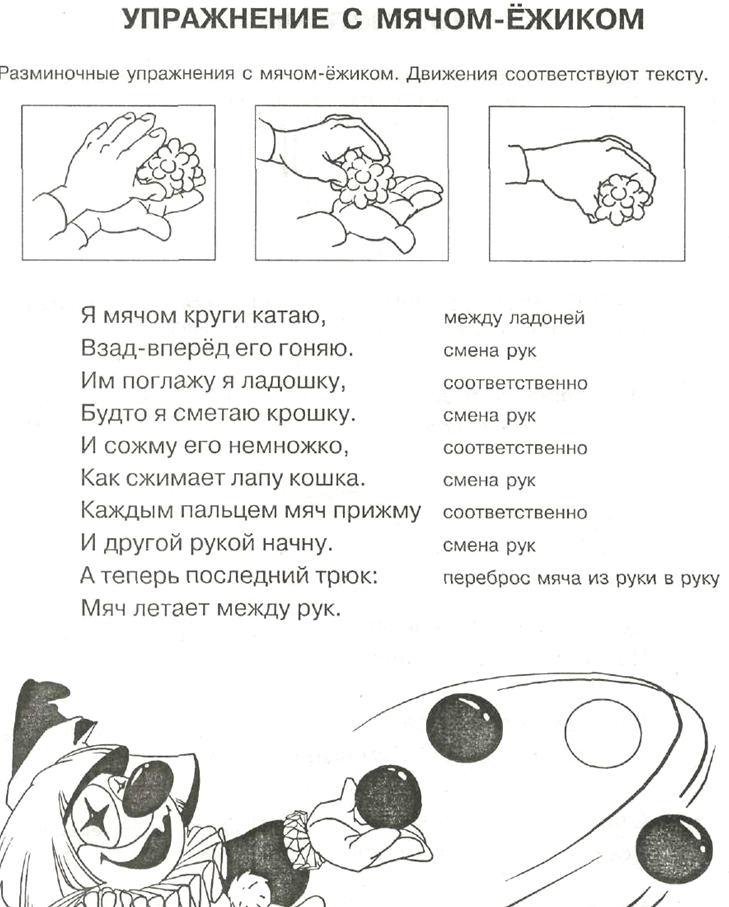 УПРАЖНЕНИЕ С МЯЧОМ-ЁЖИКОМ
Разминочные упражнения с мячом-ёжиком. Движения соответствуют тексту.
Я мячом круги катаю, между ладоней
Взад-вперёд его гоняю. смена рук
Им поглажу я ладошку, соответственно
Будто я сметаю крошку. смена рук
И сожму его немножко, соответственно
Как сжимает лапу кошка. смена рук
Каждым пальцем мяч прижму соответственно
И другой рукой начну. смена рук
А теперь последний трюк: переброс мяча из руки в руку
Мяч летает между рук.